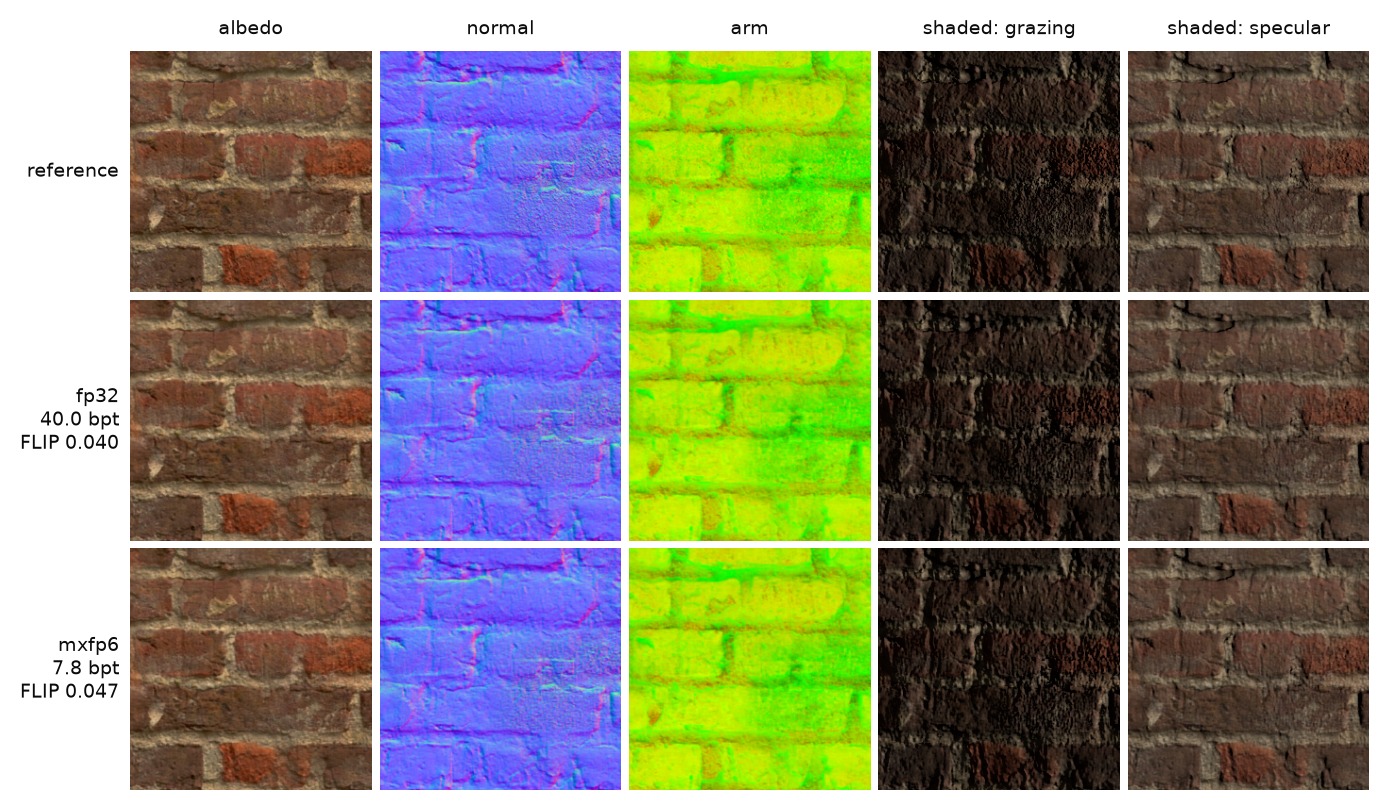 albedo
normal
arm
shaded: grazing
shaded: specular
reference
fp32
40.0 bpt
FLIP 0.040
mxfp6
7.8 bpt
FLIP 0.047